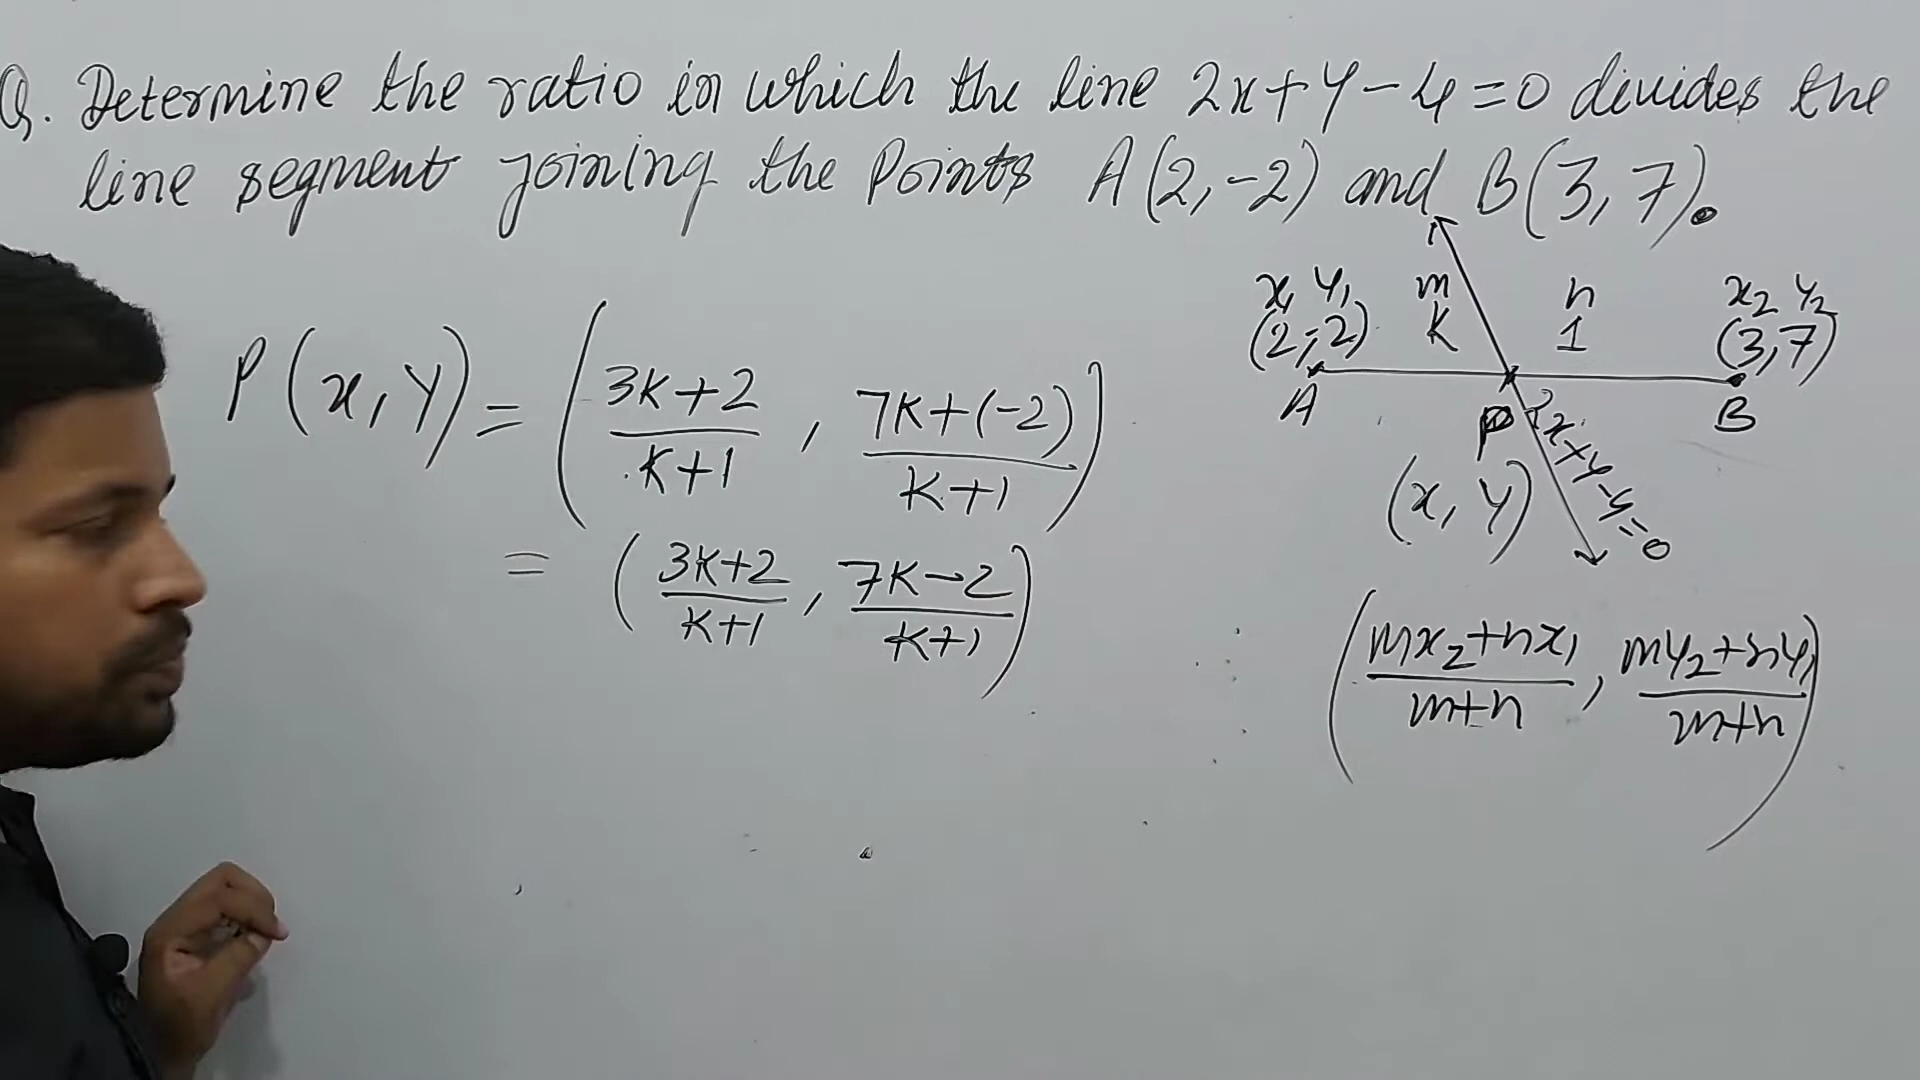 Q. Determine the ratio in which the line 2x+y-4=0 divides the
line segment joining the points A(2,-2) and B(3,7).
x₁ y₁ m n x₂ y₂
(2,-2) K 1 (3,7)
A P B
2x+y-4=0
(x, y)
P(x, y) = (3K+2/K+1, 7K+(-2)/K+1)
= (3K+2/K+1, 7K-2/K+1)
(mx₂+nx₁/m+n, my₂+ny₁/m+n)